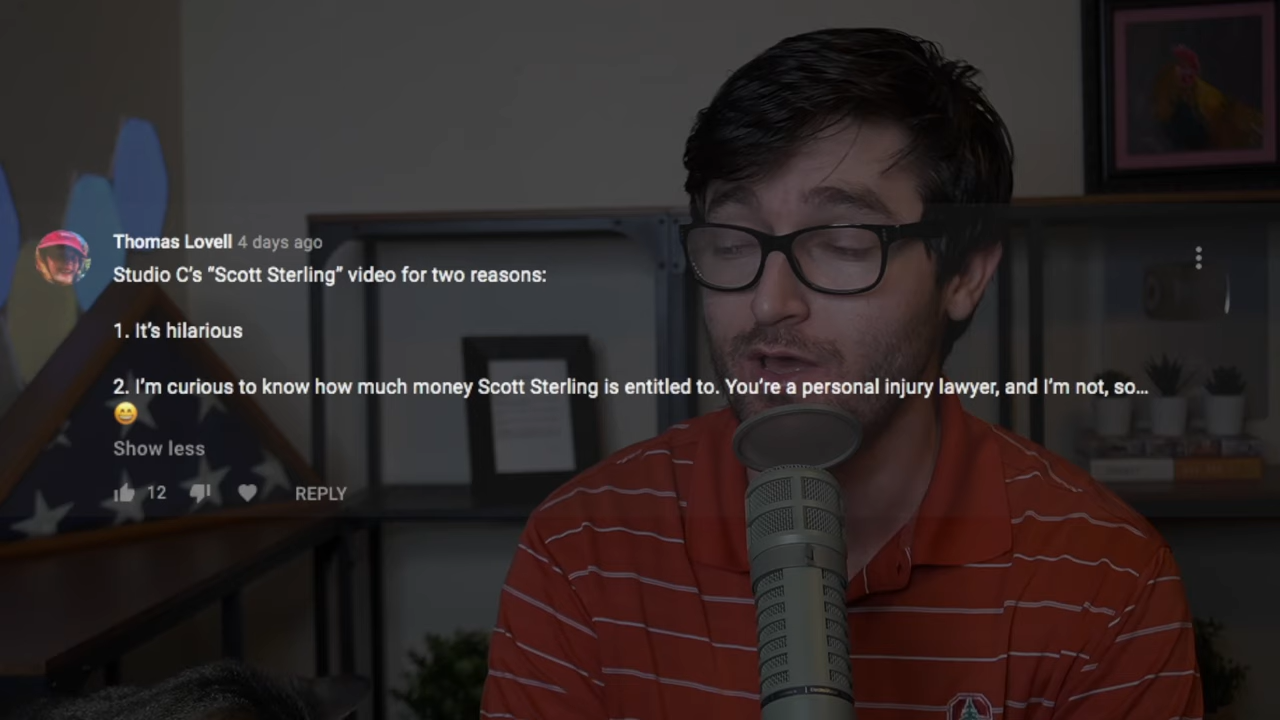 Thomas Lovell 4 days ago
Studio C’s “Scott Sterling” video for two reasons:
1. It’s hilarious
2. I’m curious to know how much money Scott Sterling is entitled to. You’re a personal injury lawyer, and I’m not, so...
😁
Show less
12 REPLY